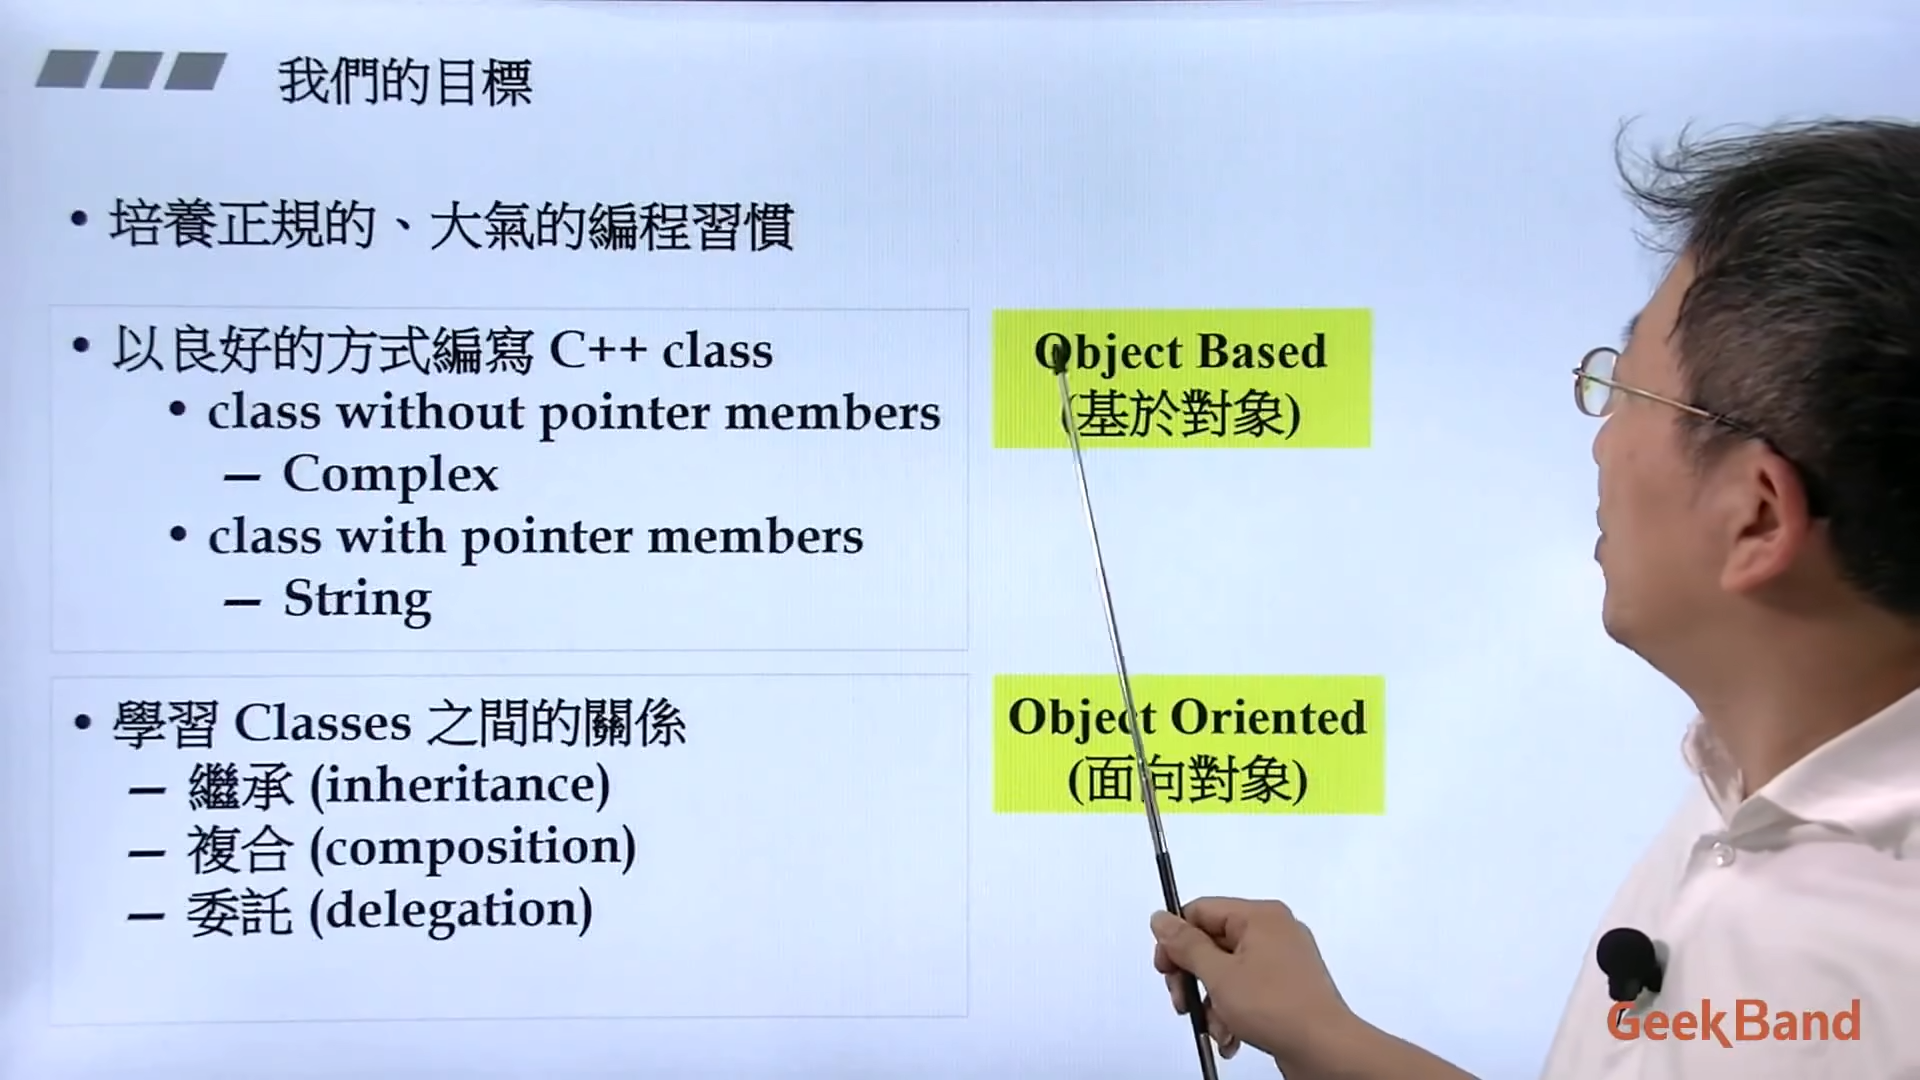 我們的目標
• 培養正規的、大氣的編程習慣
• 以良好的方式編寫 C++ class
• class without pointer members
— Complex
• class with pointer members
— String
Object Based
(基於對象)
• 學習 Classes 之間的關係
— 繼承 (inheritance)
— 複合 (composition)
— 委託 (delegation)
Object Oriented
(面向對象)
GeekBand